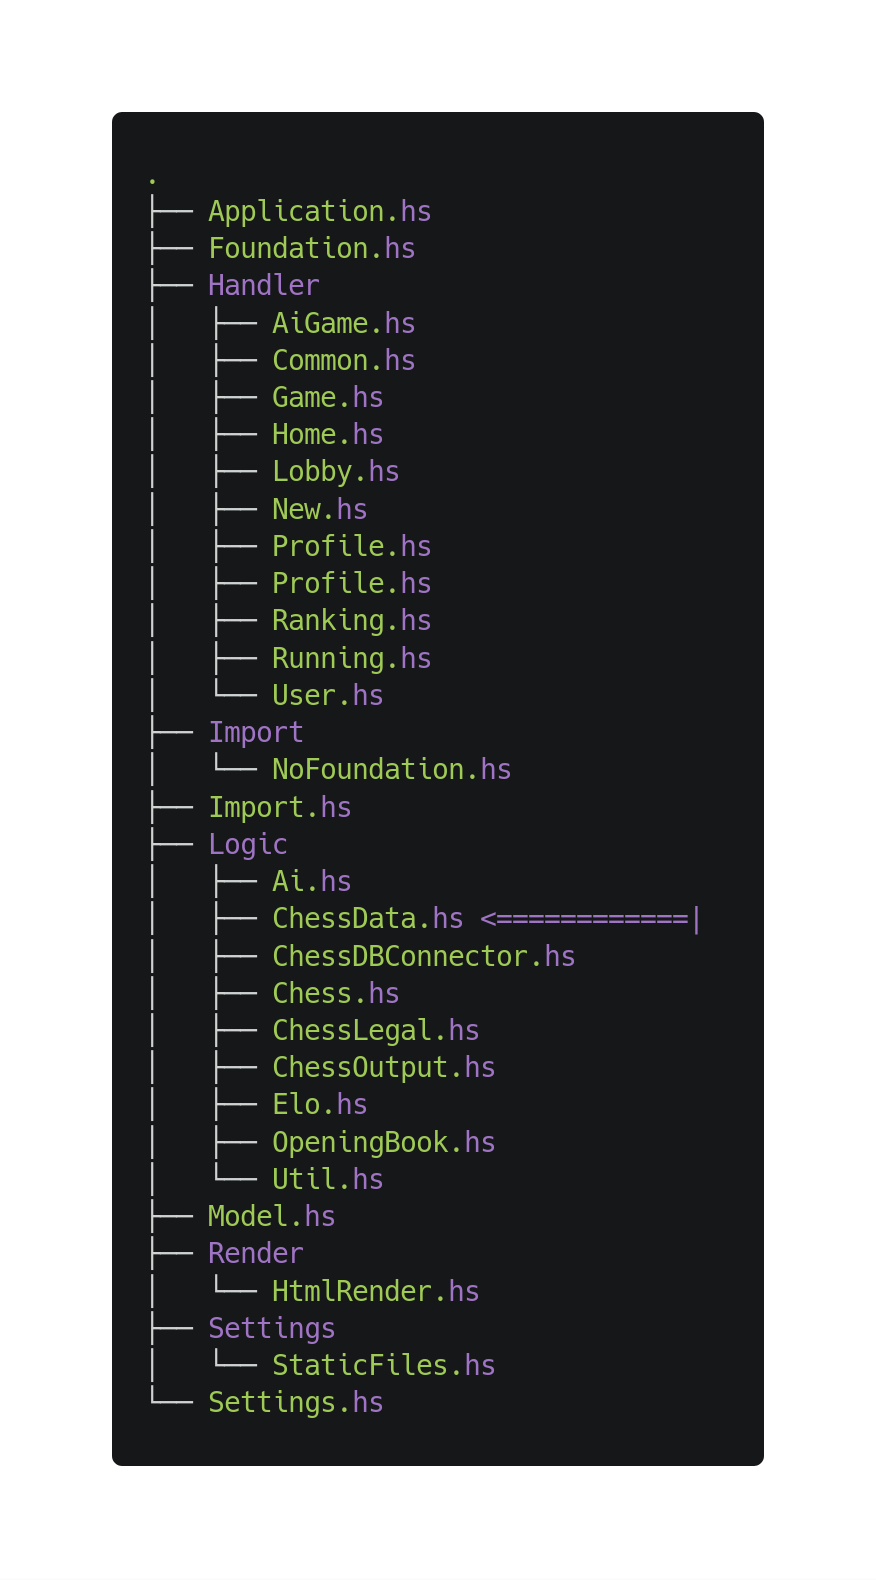 .
├── Application.hs
├── Foundation.hs
├── Handler
│   ├── AiGame.hs
│   ├── Common.hs
│   ├── Game.hs
│   ├── Home.hs
│   ├── Lobby.hs
│   ├── New.hs
│   ├── Profile.hs
│   ├── Profile.hs
│   ├── Ranking.hs
│   ├── Running.hs
│   └── User.hs
├── Import
│   └── NoFoundation.hs
├── Import.hs
├── Logic
│   ├── Ai.hs
│   ├── ChessData.hs <============|
│   ├── ChessDBConnector.hs
│   ├── Chess.hs
│   ├── ChessLegal.hs
│   ├── ChessOutput.hs
│   ├── Elo.hs
│   ├── OpeningBook.hs
│   └── Util.hs
├── Model.hs
├── Render
│   └── HtmlRender.hs
├── Settings
│   └── StaticFiles.hs
└── Settings.hs